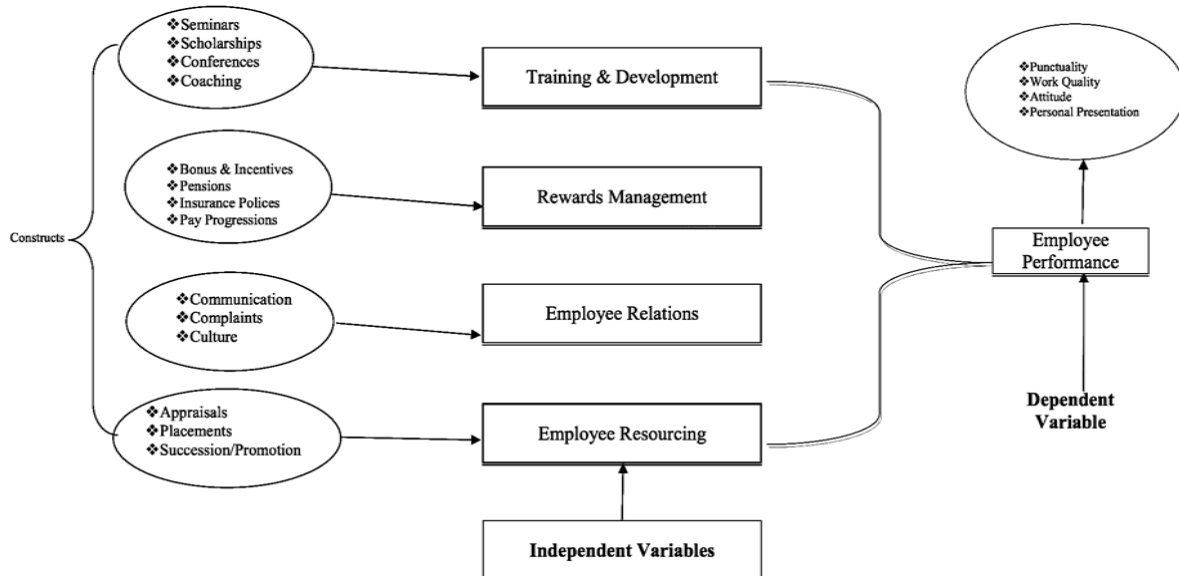 ❖Seminars
❖Scholarships
❖Conferences
❖Coaching
Training & Development
❖Punctuality
❖Work Quality
❖Attitude
❖Personal Presentation
❖Bonus & Incentives
❖Pensions
❖Insurance Polices
❖Pay Progressions
Rewards Management
Constructs
Employee
Performance
❖Communication
❖Complaints
❖Culture
Employee Relations
❖Appraisals
❖Placements
❖Succession/Promotion
Employee Resourcing
Dependent
Variable
Independent Variables